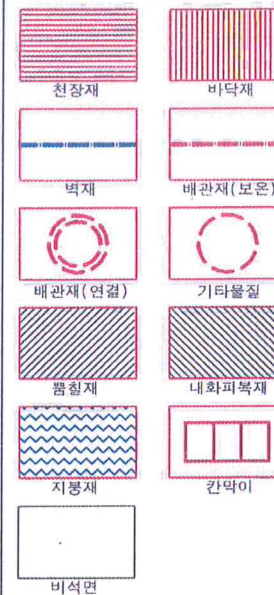 천장재 바닥재
벽재 배관재(보온)
배관재(연결) 기타물질
뿜칠재 내화피복재
지붕재 칸막이
비석면